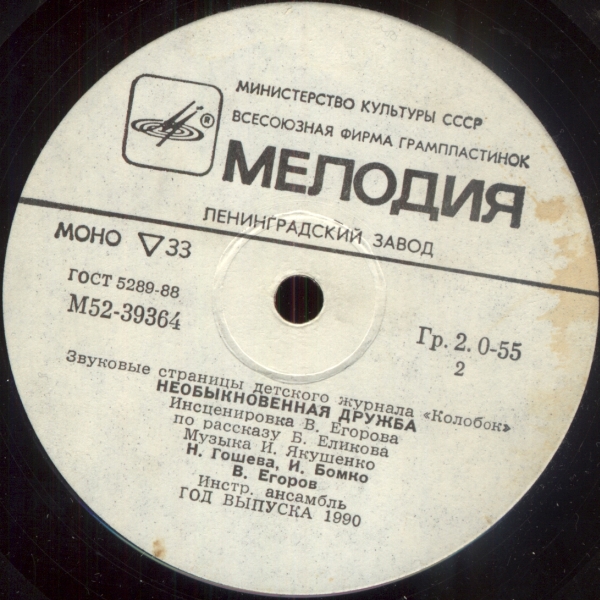 МИНИСТЕРСТВО КУЛЬТУРЫ СССР
ВСЕСОЮЗНАЯ ФИРМА ГРАМПЛАСТИНОК
®
МЕЛОДИЯ
ЛЕНИНГРАДСКИЙ ЗАВОД
МОНО ▽ 33
ГОСТ 5289-88
М52-39364
Гр. 2. 0-55
2
Звуковые страницы детского журнала «Колобок»
НЕОБЫКНОВЕННАЯ ДРУЖБА
Инсценировка В. Егорова
по рассказу Б. Еликова
Музыка И. Якушенко
Н. Гошева, И. Бомко
В. Егоров
Инстр. ансамбль
ГОД ВЫПУСКА 1990